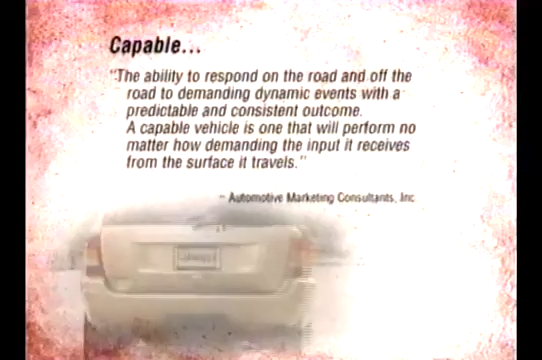 Capable...
"The ability to respond on the road and off the
road to demanding dynamic events with a
predictable and consistent outcome.
A capable vehicle is one that will perform no
matter how demanding the input it receives
from the surface it travels."
– Automotive Marketing Consultants, Inc